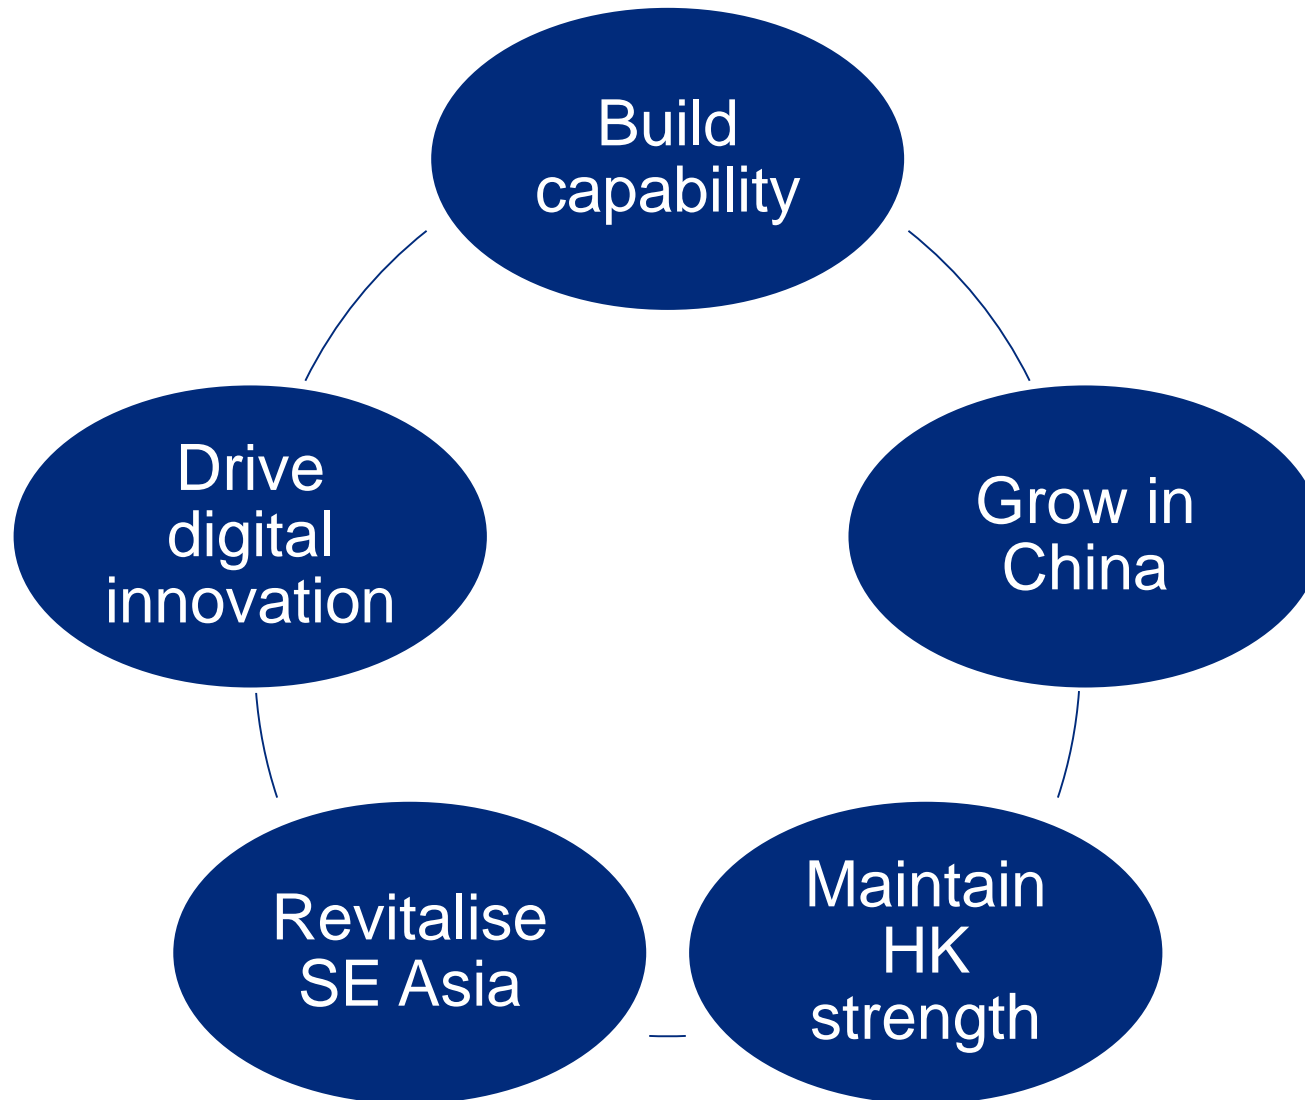 Build
capability
Grow in
China
Maintain
HK
strength
Revitalise
SE Asia
Drive
digital
innovation